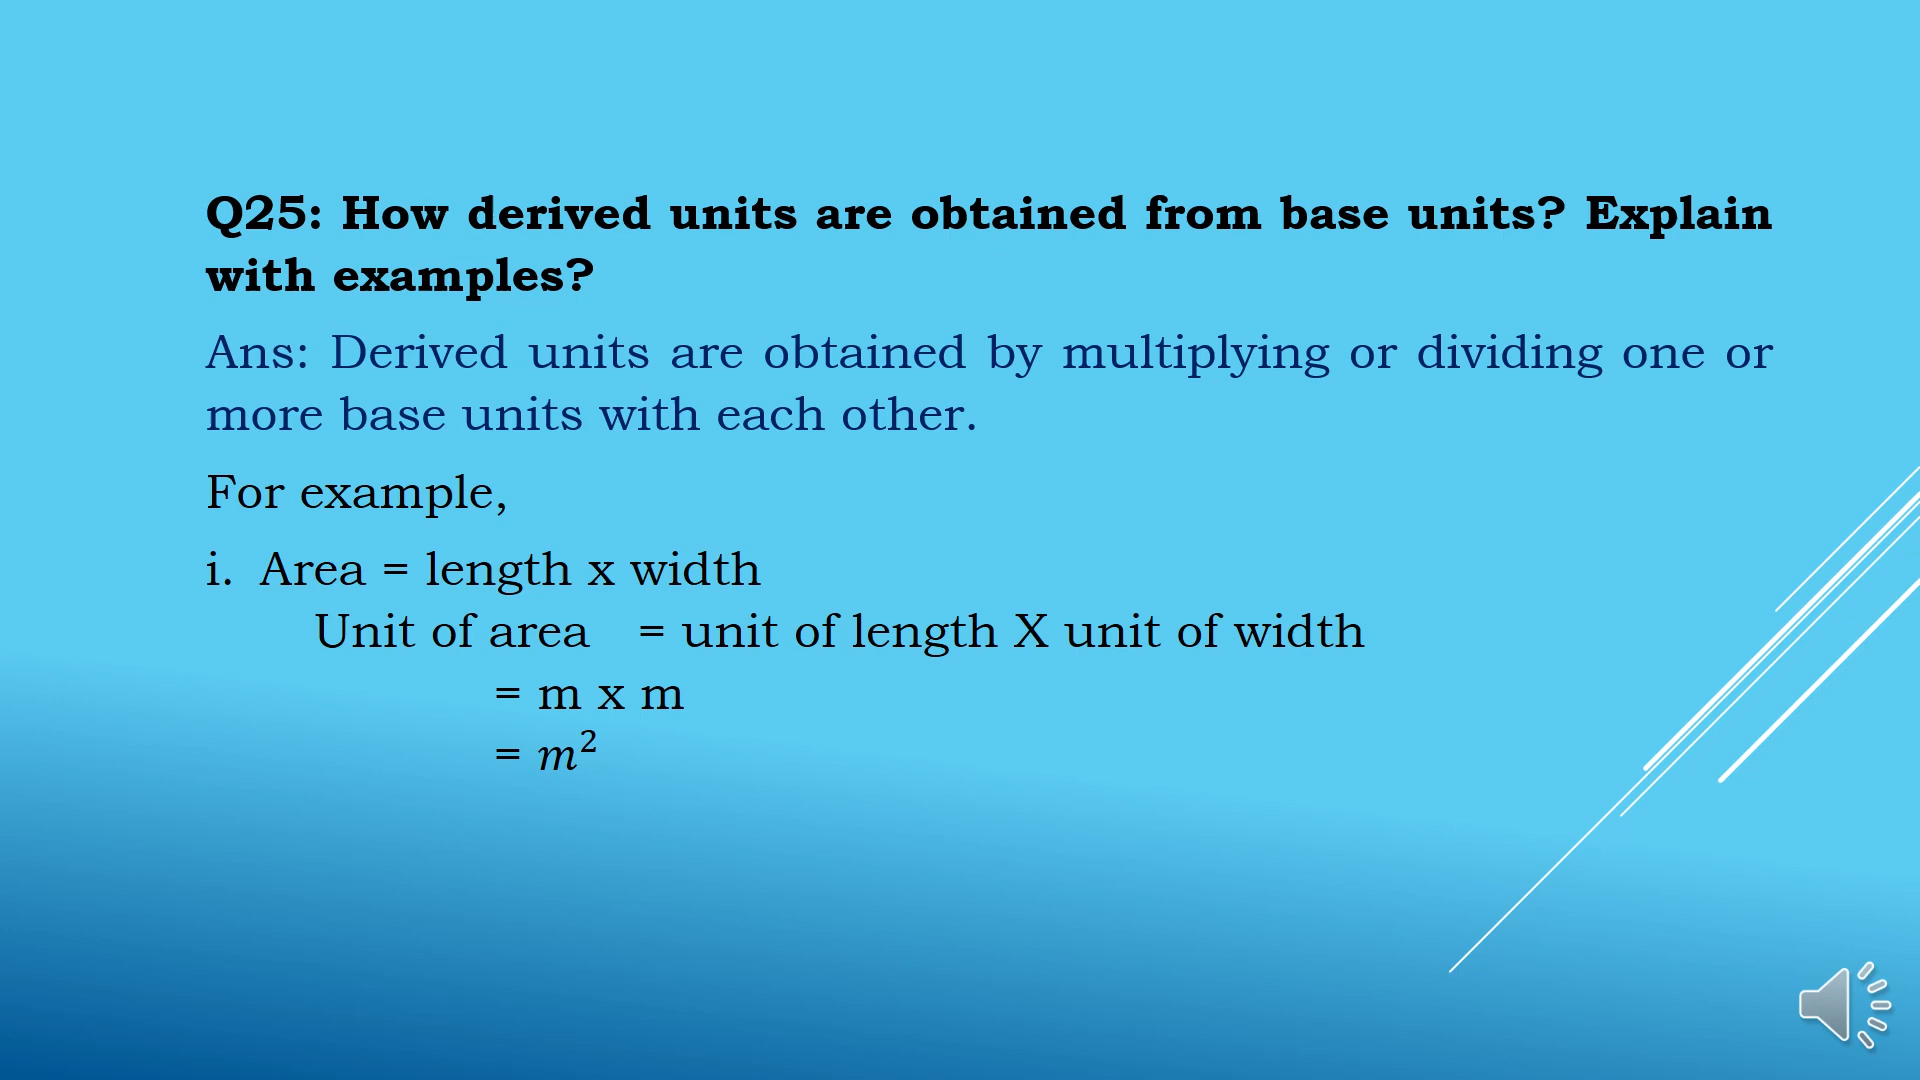 Q25: How derived units are obtained from base units? Explain
with examples?
Ans: Derived units are obtained by multiplying or dividing one or
more base units with each other.
For example,
i. Area = length x width
Unit of area = unit of length X unit of width
= m x m
= 𝑚²